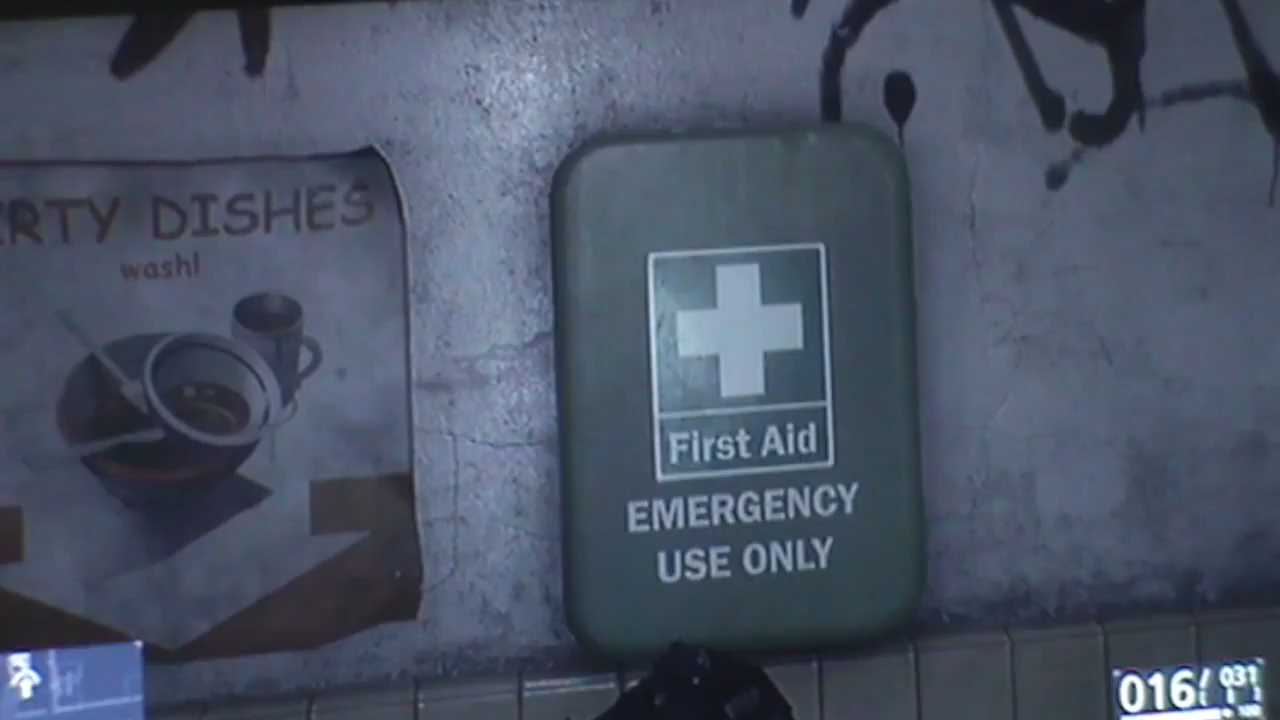 RTY DISHES
wash!
First Aid
EMERGENCY
USE ONLY
016/ 031